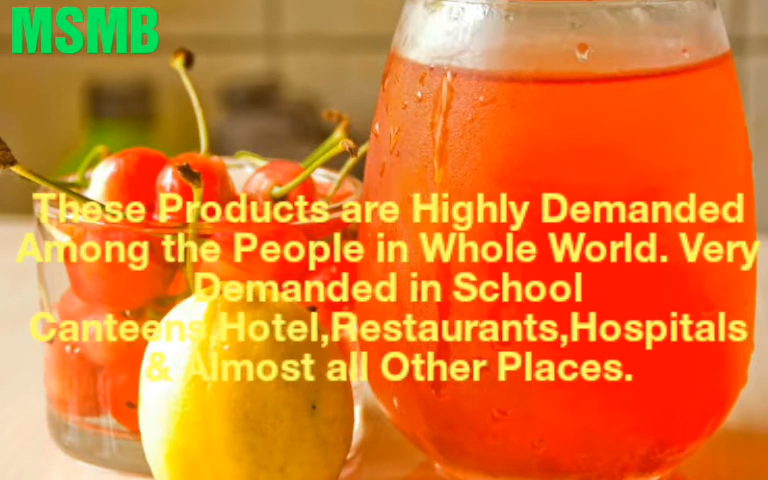 MSMB
These Products are Highly Demanded
Among the People in Whole World. Very
Demanded in School
Canteens,Hotel,Restaurants,Hospitals
& Almost all Other Places.